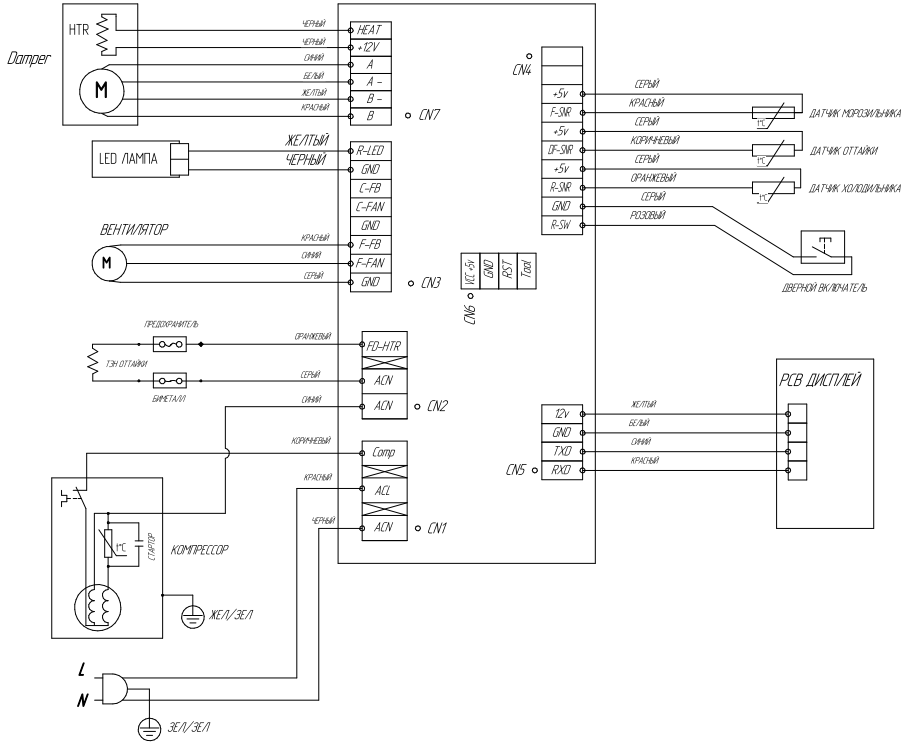 Damper
HTR
M
ЧЕРНЫЙ
ЧЕРНЫЙ
СИНИЙ
БЕЛЫЙ
ЖЕЛТЫЙ
КРАСНЫЙ
HEAT
+12V
A
A -
B -
B
CN7
LED ЛАМПА
ЖЕЛТЫЙ
ЧЕРНЫЙ
R-LED
GND
C-FB
C-FAN
GND
F-FB
F-FAN
GND
CN3
ВЕНТИЛЯТОР
M
КРАСНЫЙ
СИНИЙ
СЕРЫЙ
ПРЕДОХРАНИТЕЛЬ
ТЭН ОТТАЙКИ
БИМЕТАЛЛ
ОРАНЖЕВЫЙ
СЕРЫЙ
СИНИЙ
FD-HTR
ACN
ACN
CN2
КОРИЧНЕВЫЙ
КРАСНЫЙ
ЧЕРНЫЙ
Comp
ACL
ACN
CN1
t°C
СТАРТОР
КОМПРЕССОР
ЖЕЛ/ЗЕЛ
L
N
ЗЕЛ/ЗЕЛ
CN4
+5v
F-SNR
+5v
DF-SNR
+5v
R-SNR
GND
R-SW
СЕРЫЙ
КРАСНЫЙ
СЕРЫЙ
КОРИЧНЕВЫЙ
СЕРЫЙ
ОРАНЖЕВЫЙ
СЕРЫЙ
РОЗОВЫЙ
t°C
ДАТЧИК МОРОЗИЛЬНИКА
t°C
ДАТЧИК ОТТАЙКИ
t°C
ДАТЧИК ХОЛОДИЛЬНИКА
ДВЕРНОЙ ВКЛЮЧАТЕЛЬ
VCC +5v
GND
RST
Tool
CN6
12v
GND
TXD
RXD
CN5
ЖЕЛТЫЙ
БЕЛЫЙ
СИНИЙ
КРАСНЫЙ
PCB ДИСПЛЕЙ